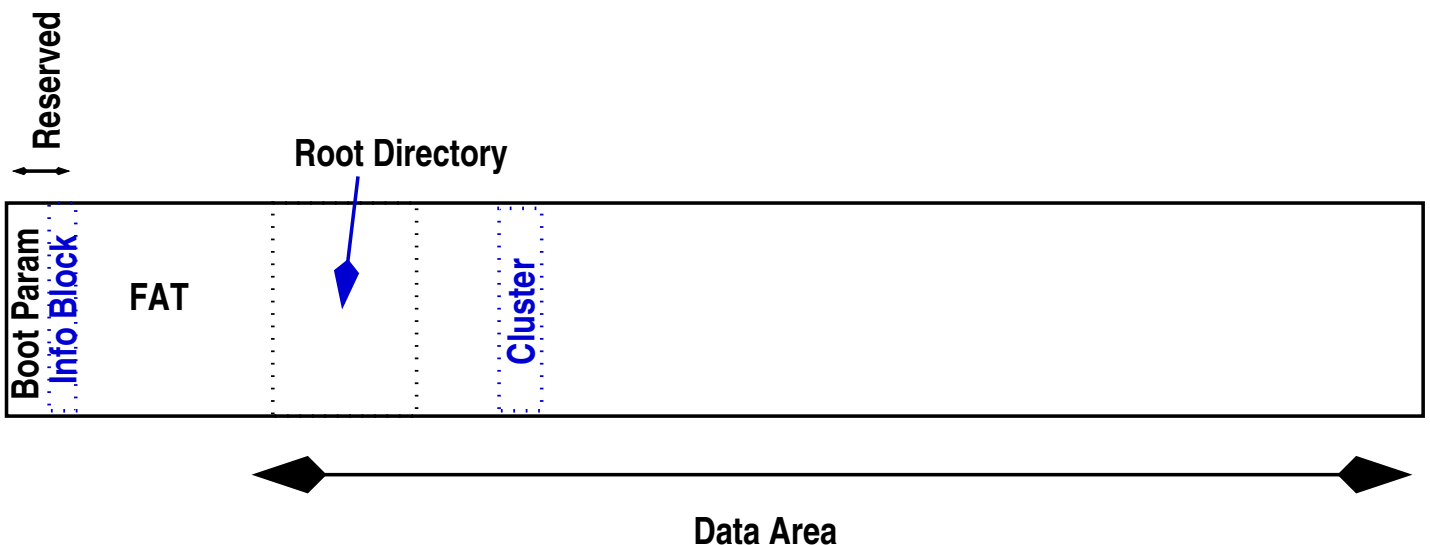 Reserved
Root Directory
Boot Param
Info Block
FAT
Cluster
Data Area